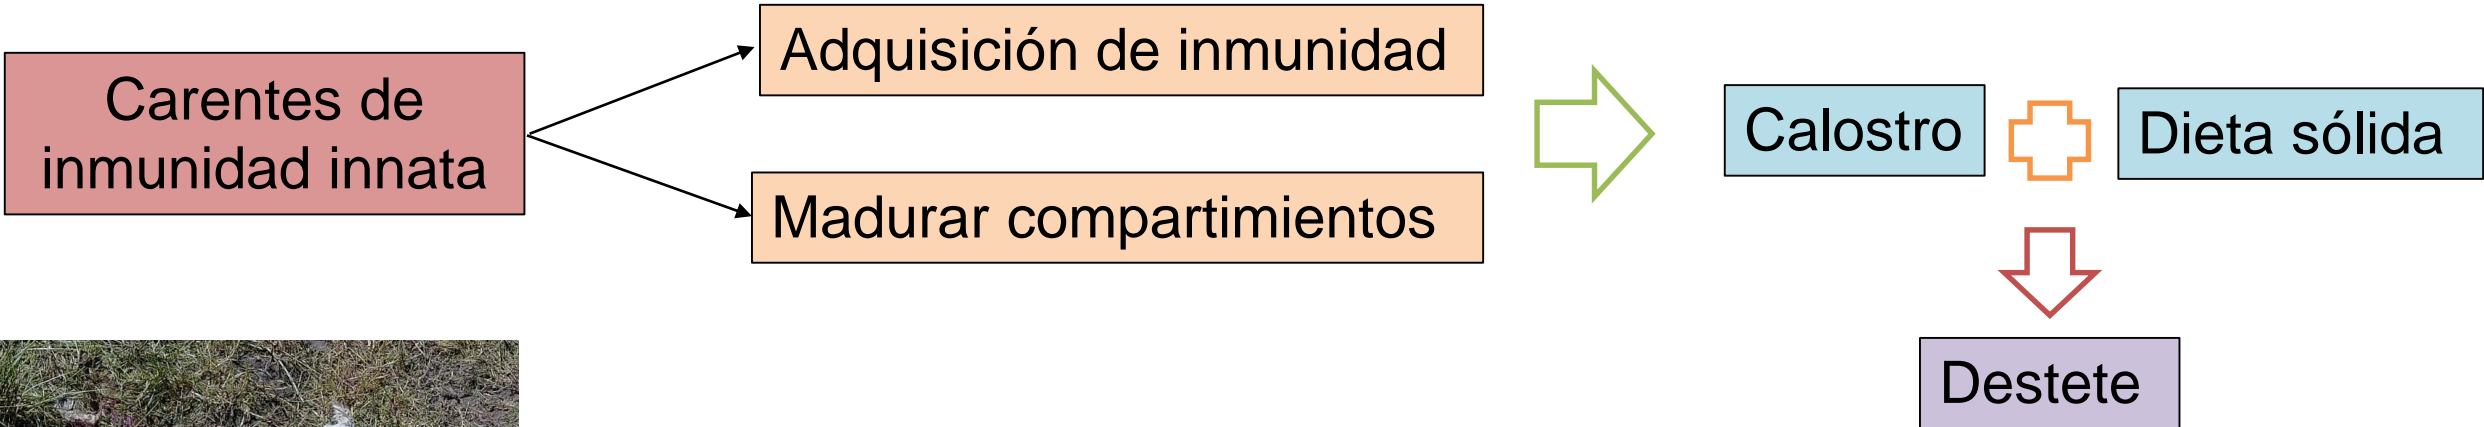 Carentes de
inmunidad innata
Adquisición de inmunidad
Madurar compartimientos
Calostro
Dieta sólida
Destete